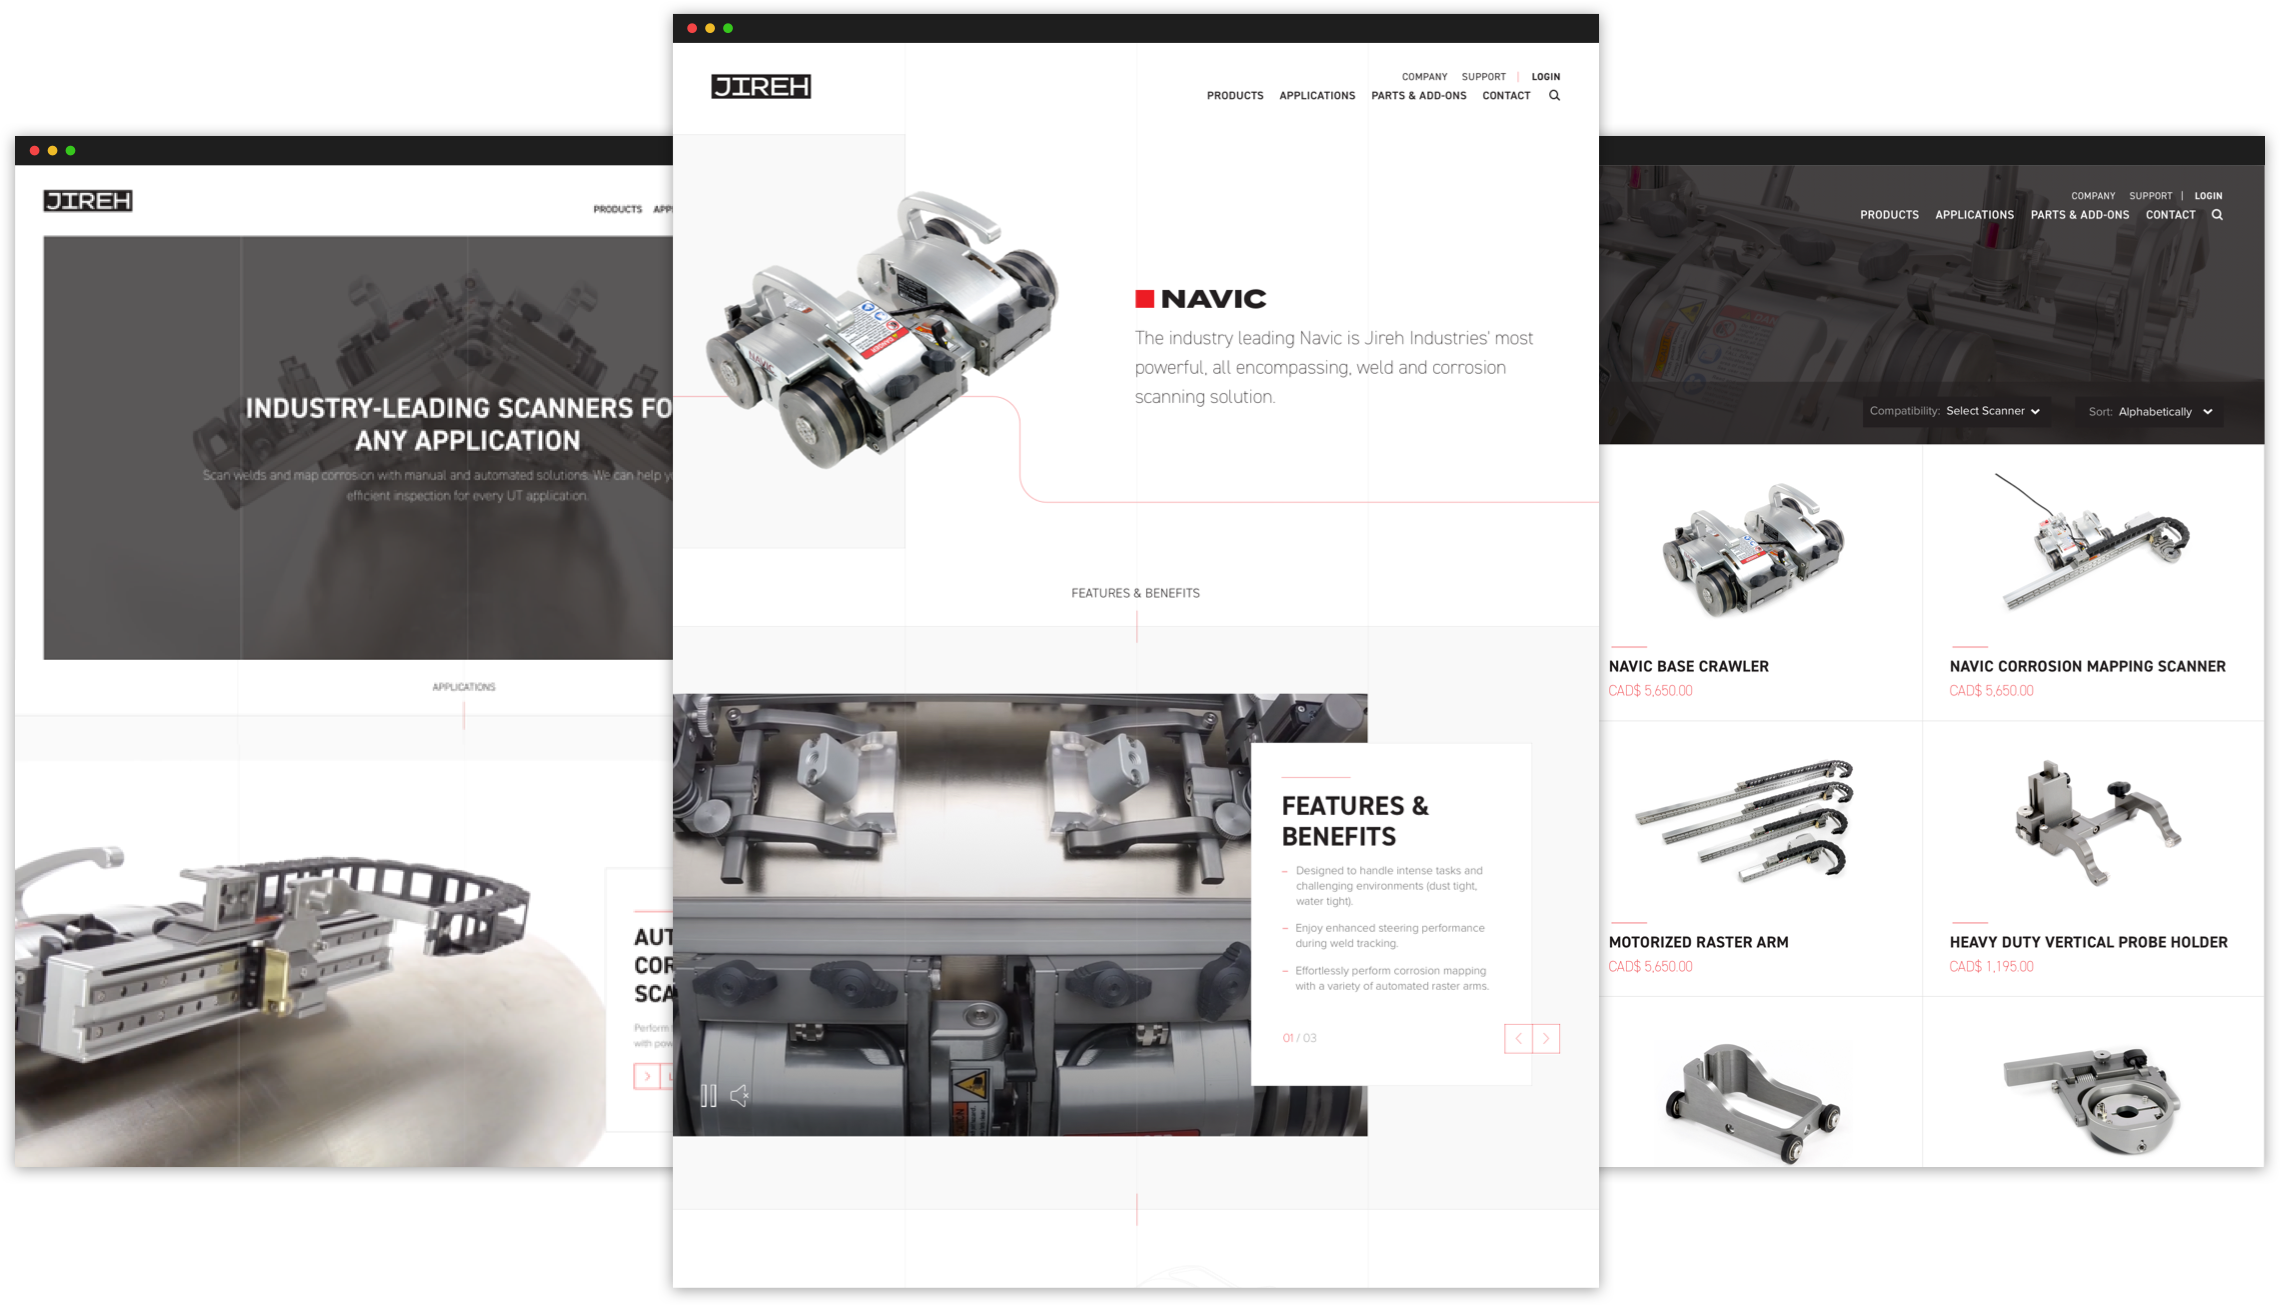 JIREH
PRODUCTS
INDUSTRY-LEADING SCANNERS
ANY APPLICATION
Scan welds and map corrosion with manual and automated solutions. We can help
efficient inspection for every UT application
APPLICATIONS
Perform
with
JIREH
COMPANY SUPPORT | LOGIN
PRODUCTS APPLICATIONS PARTS & ADD-ONS CONTACT
NAVIC
The industry leading Navic is Jireh Industries' most
powerful, all encompassing, weld and corrosion
scanning solution.
NAVIC
DANGER
FEATURES & BENEFITS
FEATURES &
BENEFITS
– Designed to handle intense tasks and
challenging environments (dust tight,
water tight).
– Enjoy enhanced steering performance
during weld tracking.
– Effortlessly perform corrosion mapping
with a variety of automated raster arms.
01 / 03
COMPANY SUPPORT | LOGIN
PRODUCTS APPLICATIONS PARTS & ADD-ONS CONTACT
Compatibility: Select Scanner
Sort: Alphabetically
NAVIC BASE CRAWLER
CAD$ 5,650.00
NAVIC CORROSION MAPPING SCANNER
CAD$ 5,650.00
MOTORIZED RASTER ARM
CAD$ 5,650.00
HEAVY DUTY VERTICAL PROBE HOLDER
CAD$ 1,195.00